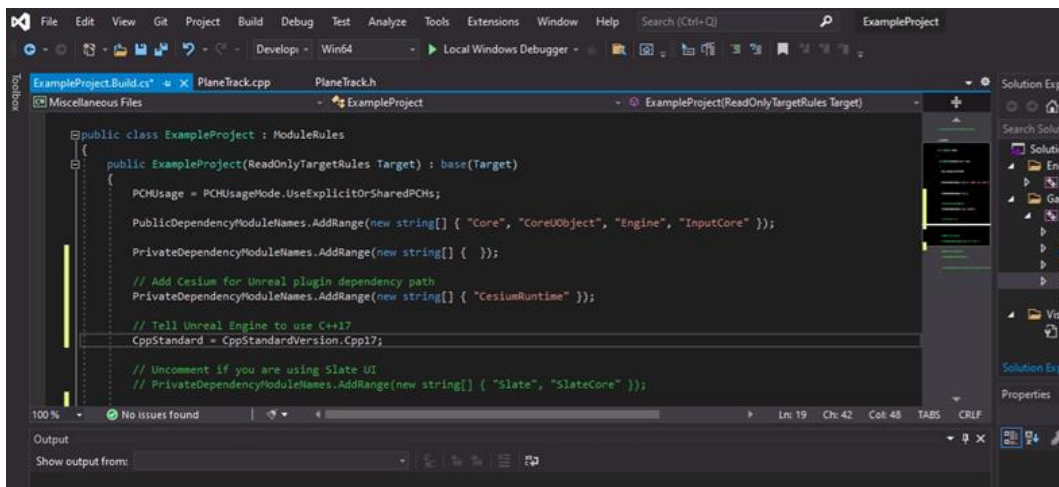 File Edit View Git Project Build Debug Test Analyze Tools Extensions Window Help Search (Ctrl+Q) ExampleProject
Developi Win64 Local Windows Debugger
Toolbox
ExampleProject.Build.cs* PlaneTrack.cpp PlaneTrack.h
Solution Exp
Miscellaneous Files ExampleProject ExampleProject(ReadOnlyTargetRules Target)
Search Solu
Soluti
En
Ga
Vis
Solution Exp
Properties
public class ExampleProject : ModuleRules
{
public ExampleProject(ReadOnlyTargetRules Target) : base(Target)
{
PCHUsage = PCHUsageMode.UseExplicitOrSharedPCHs;
PublicDependencyModuleNames.AddRange(new string[] { "Core", "CoreUObject", "Engine", "InputCore" });
PrivateDependencyModuleNames.AddRange(new string[] {  });
// Add Cesium for Unreal plugin dependency path
PrivateDependencyModuleNames.AddRange(new string[] { "CesiumRuntime" });
// Tell Unreal Engine to use C++17
CppStandard = CppStandardVersion.Cpp17;
// Uncomment if you are using Slate UI
// PrivateDependencyModuleNames.AddRange(new string[] { "Slate", "SlateCore" });
100 % No issues found Ln: 19 Ch: 42 Col: 48 TABS CRLF
Output
Show output from: